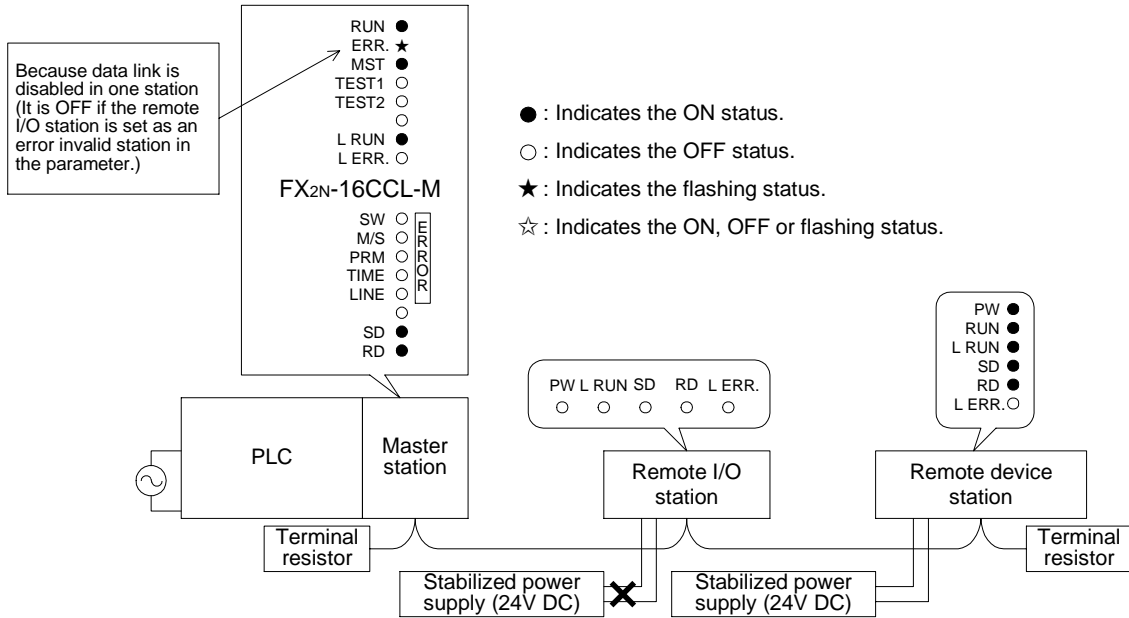 Because data link is
disabled in one station
(It is OFF if the remote
I/O station is set as an
error invalid station in
the parameter.)
RUN
ERR.
MST
TEST1
TEST2
L RUN
L ERR.
FX2N-16CCL-M
SW
M/S
PRM
TIME
LINE
ERROR
SD
RD
: Indicates the ON status.
: Indicates the OFF status.
: Indicates the flashing status.
: Indicates the ON, OFF or flashing status.
PW
RUN
L RUN
SD
RD
L ERR.
PW L RUN SD RD L ERR.
PLC
Master
station
Remote I/O
station
Remote device
station
Terminal
resistor
Terminal
resistor
Stabilized power
supply (24V DC)
Stabilized power
supply (24V DC)